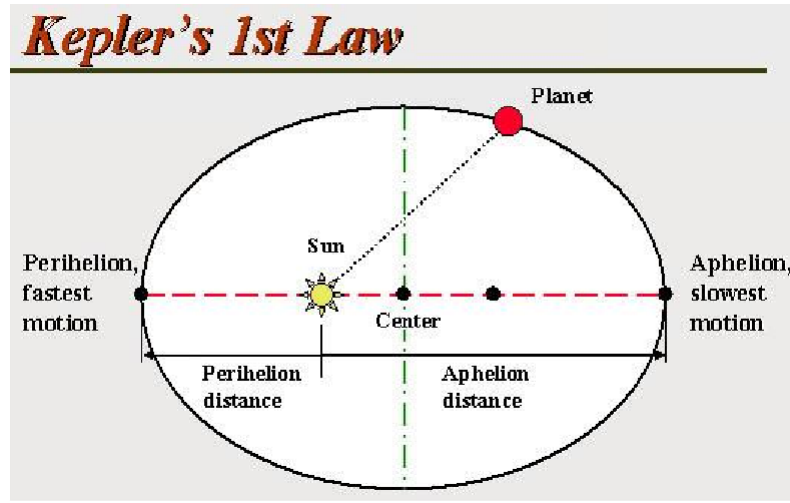 Kepler's 1st Law
Planet
Sun
Perihelion,
fastest
motion
Aphelion,
slowest
motion
Center
Perihelion
distance
Aphelion
distance